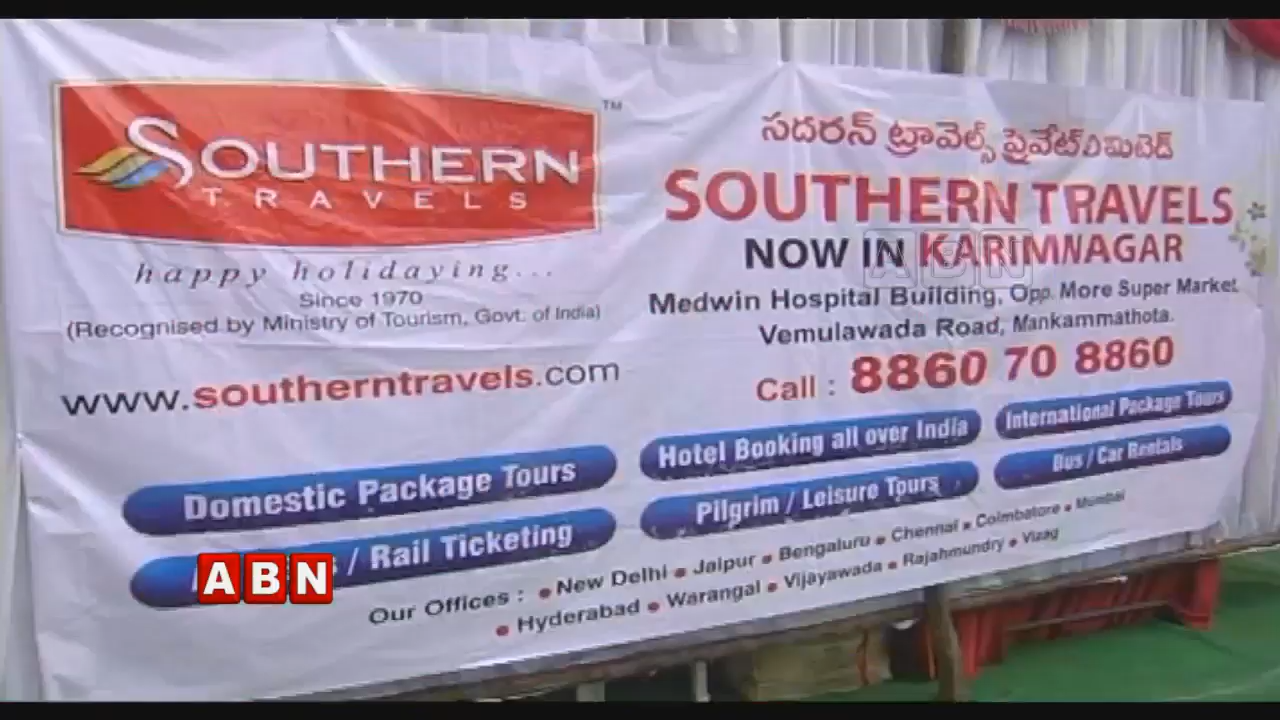 SOUTHERN
TRAVELS
TM
happy holidaying...
Since 1970
(Recognised by Ministry of Tourism, Govt. of India)
www.southerntravels.com
సదరన్ ట్రావెల్స్ ప్రైవేట్ లిమిటెడ్
SOUTHERN TRAVELS
NOW IN KARIMNAGAR
ABN
Medwin Hospital Building, Opp. More Super Market,
Vemulawada Road, Mankammathota.
Call : 8860 70 8860
Domestic Package Tours
Hotel Booking all over India
International Package Tours
/ Rail Ticketing
Pilgrim / Leisure Tours
Bus / Car Rentals
ABN
Our Offices : • New Delhi • Jaipur • Bengaluru • Chennai • Coimbatore • Mumbai
• Hyderabad • Warangal • Vijayawada • Rajahmundry • Vizag